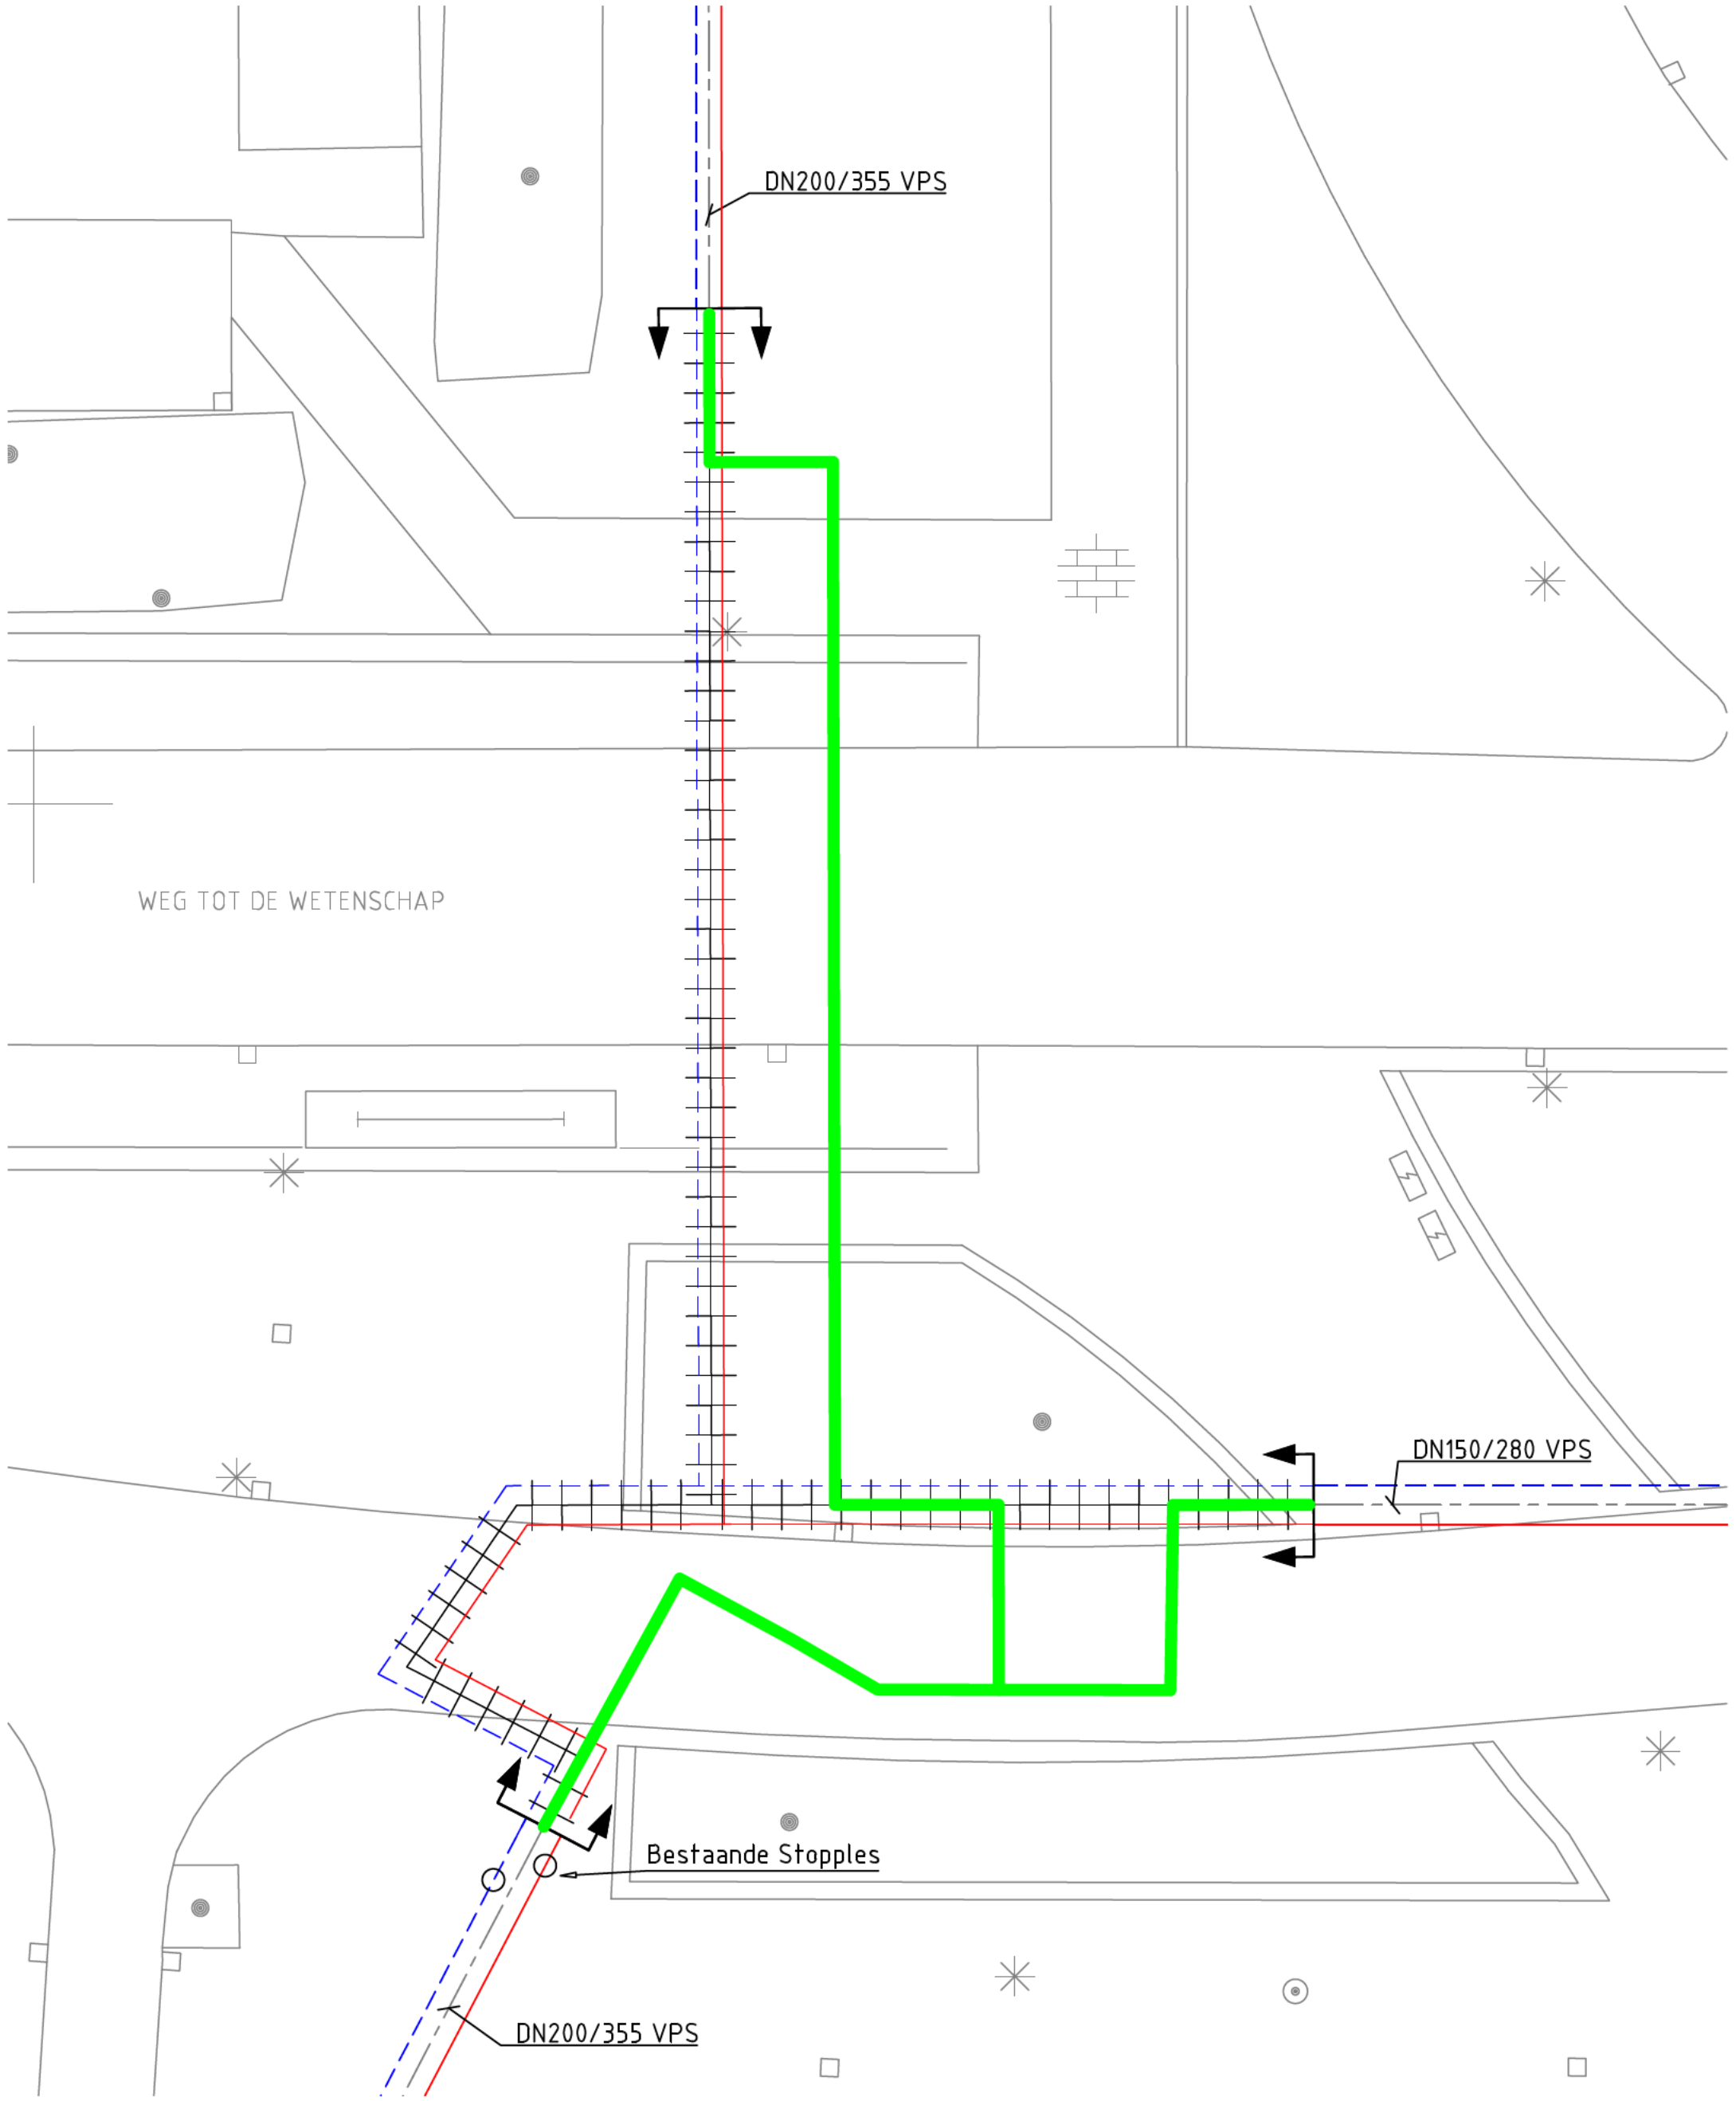 DN200/355 VPS
WEG TOT DE WETENSCHAP
DN150/280 VPS
Bestaande Stopples
DN200/355 VPS